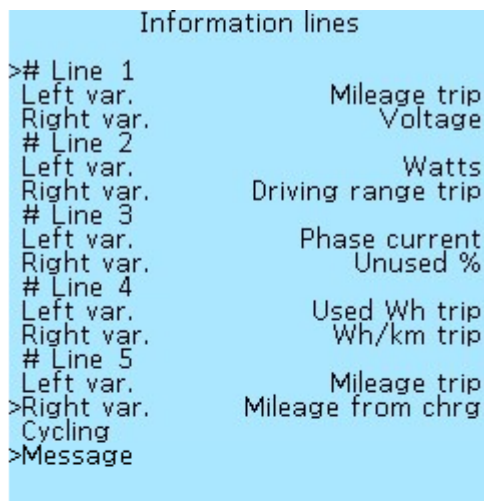 Information lines
># Line 1
Left var. Mileage trip
Right var. Voltage
# Line 2
Left var. Watts
Right var. Driving range trip
# Line 3
Left var. Phase current
Right var. Unused %
# Line 4
Left var. Used Wh trip
Right var. Wh/km trip
# Line 5
Left var. Mileage trip
>Right var. Mileage from chrg
Cycling
>Message